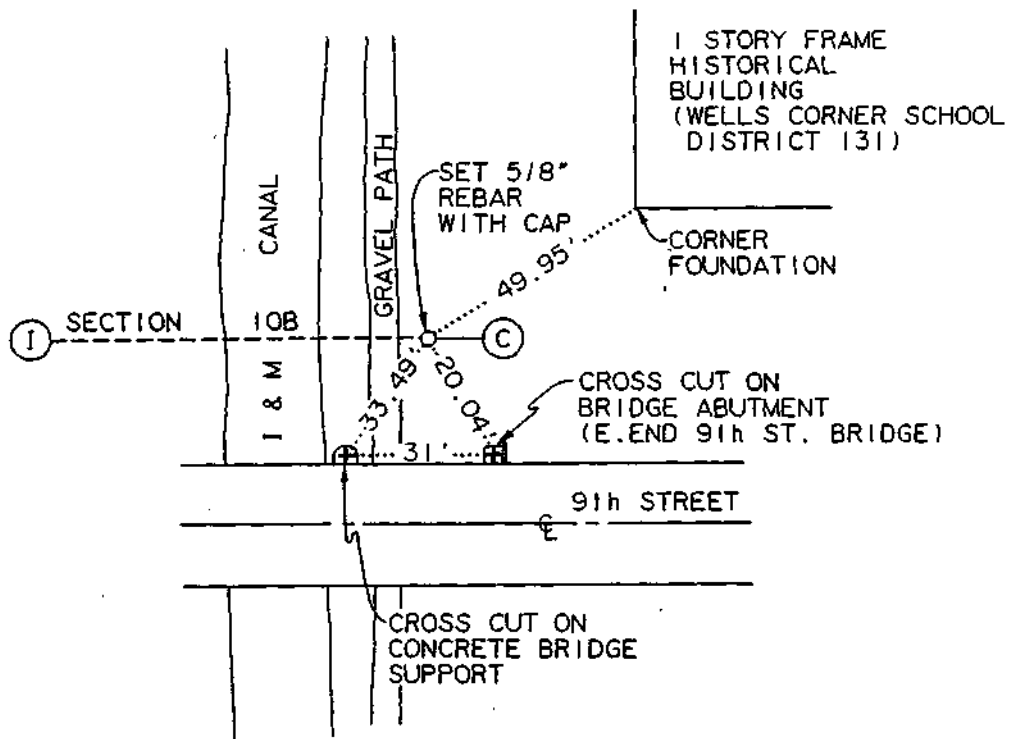 1 STORY FRAME
HISTORICAL
BUILDING
(WELLS CORNER SCHOOL
DISTRICT 131)
GRAVEL PATH
SET 5/8"
REBAR
WITH CAP
CORNER
FOUNDATION
49.95'
I & M CANAL
I SECTION 10B
C
33.49'
20.04'
31'
CROSS CUT ON
BRIDGE ABUTMENT
(E.END 9th ST. BRIDGE)
9th STREET
CL
CROSS CUT ON
CONCRETE BRIDGE
SUPPORT